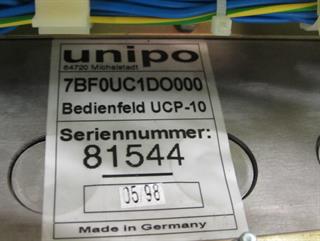 unipo
64720 Michelstadt
7BF0UC1DO000
Bedienfeld UCP-10
Seriennummer:
81544
05/98
Made in Germany